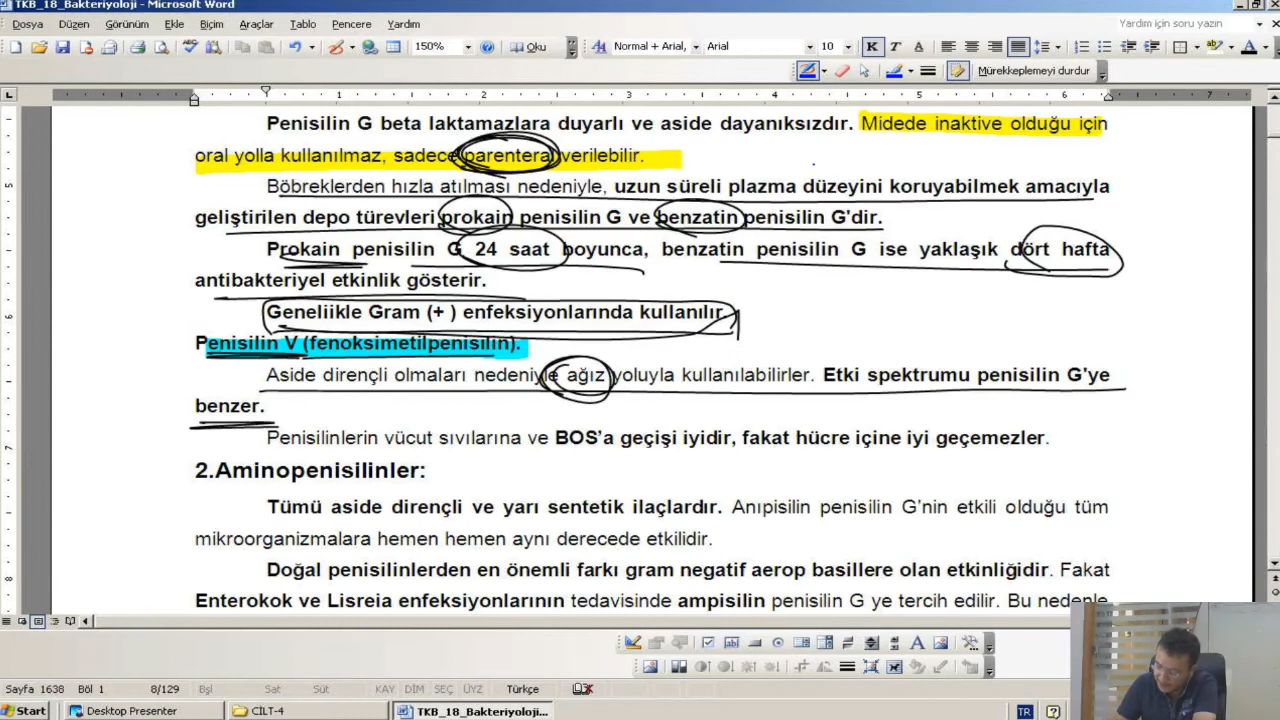 TKB_18_Bakteriyoloji - Microsoft Word
Dosya Düzen Görünüm Ekle Biçim Araçlar Tablo Pencere Yardım
Yardım için soru yazın
150% Oku Normal + Arial, Arial 10 K T A
Mürekkeplemeyi durdur
1 2 3 4 5 6 7
Penisilin G beta laktamazlara duyarlı ve aside dayanıksızdır. Midede inaktive olduğu için
oral yolla kullanılmaz, sadece parenteral verilebilir.
Böbreklerden hızla atılması nedeniyle, uzun süreli plazma düzeyini koruyabilmek amacıyla
geliştirilen depo türevleri prokain penisilin G ve benzatin penisilin G'dir.
Prokain penisilin G 24 saat boyunca, benzatin penisilin G ise yaklaşık dört hafta
antibakteriyel etkinlik gösterir.
Geneliikle Gram (+ ) enfeksiyonlarında kullanılır.
Penisilin V (fenoksimetilpenisilin).
Aside dirençli olmaları nedeniyle ağız yoluyla kullanılabilirler. Etki spektrumu penisilin G'ye
benzer.
Penisilinlerin vücut sıvılarına ve BOS'a geçişi iyidir, fakat hücre içine iyi geçemezler.
2.Aminopenisilinler:
Tümü aside dirençli ve yarı sentetik ilaçlardır. Anıpisilin penisilin G'nin etkili olduğu tüm
mikroorganizmalara hemen hemen aynı derecede etkilidir.
Doğal penisilinlerden en önemli farkı gram negatif aerop basillere olan etkinliğidir. Fakat
Enterokok ve Lisreia enfeksiyonlarının tedavisinde ampisilin penisilin G ye tercih edilir. Bu nedenle
Sayfa 1638 Böl 1 8/129 Bşl Sat Süt KAY DİM SEÇ ÜYZ Türkçe
Start Desktop Presenter CİLT-4 TKB_18_Bakteriyoloji... TR